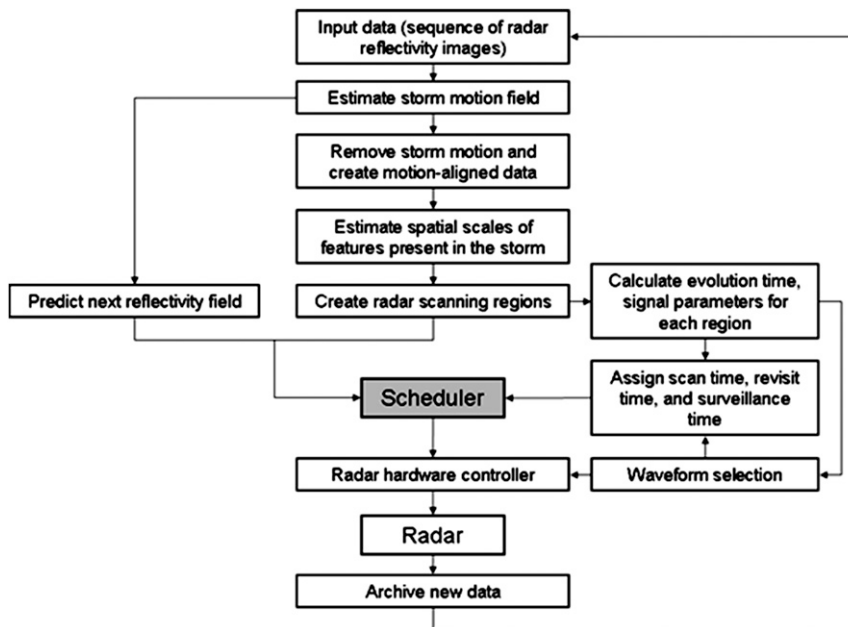 Input data (sequence of radar
reflectivity images)
Estimate storm motion field
Remove storm motion and
create motion-aligned data
Estimate spatial scales of
features present in the storm
Predict next reflectivity field
Create radar scanning regions
Calculate evolution time,
signal parameters for
each region
Scheduler
Assign scan time, revisit
time, and surveillance
time
Radar hardware controller
Waveform selection
Radar
Archive new data